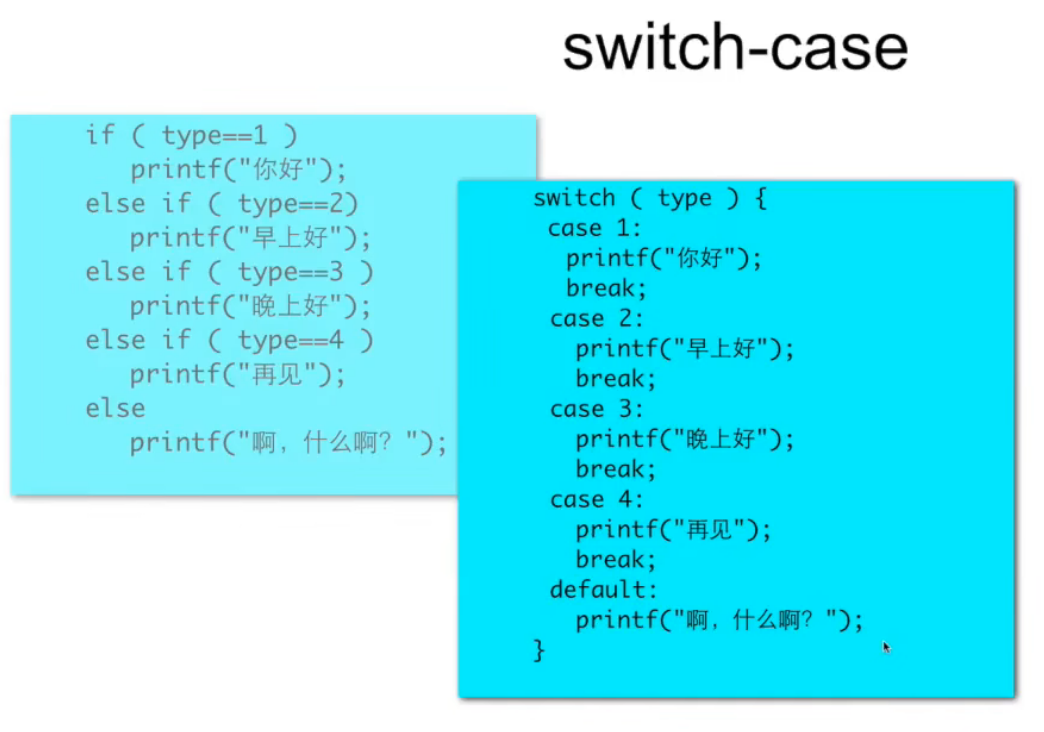 switch-case
if ( type==1 )
printf("你好");
else if ( type==2)
printf("早上好");
else if ( type==3 )
printf("晚上好");
else if ( type==4 )
printf("再见");
else
printf("啊，什么啊？");
switch ( type ) {
case 1:
printf("你好");
break;
case 2:
printf("早上好");
break;
case 3:
printf("晚上好");
break;
case 4:
printf("再见");
break;
default:
printf("啊，什么啊？");
}